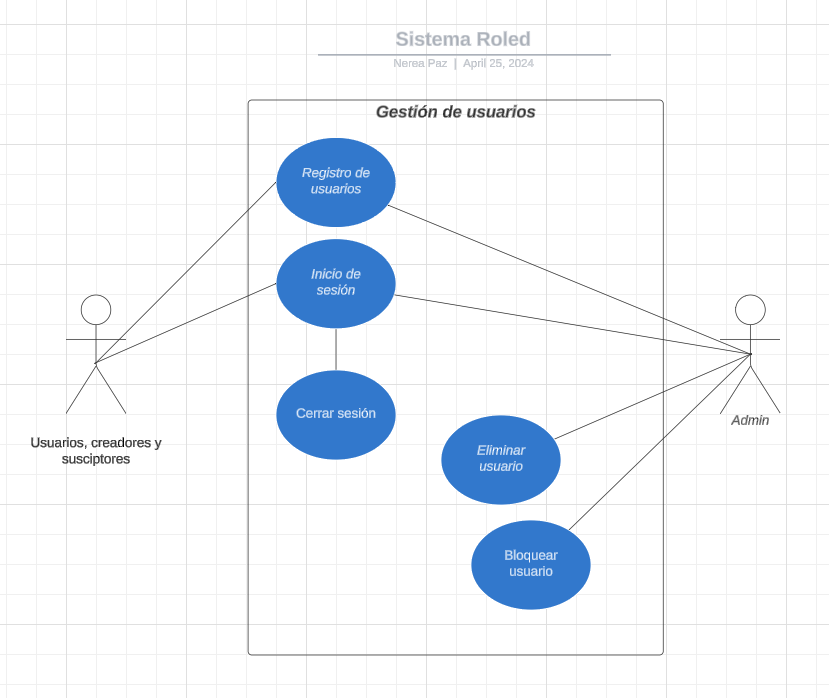 Sistema Roled
Nerea Paz | April 25, 2024
Gestión de usuarios
Registro de
usuarios
Inicio de
sesión
Cerrar sesión
Eliminar
usuario
Bloquear
usuario
Usuarios, creadores y
susciptores
Admin